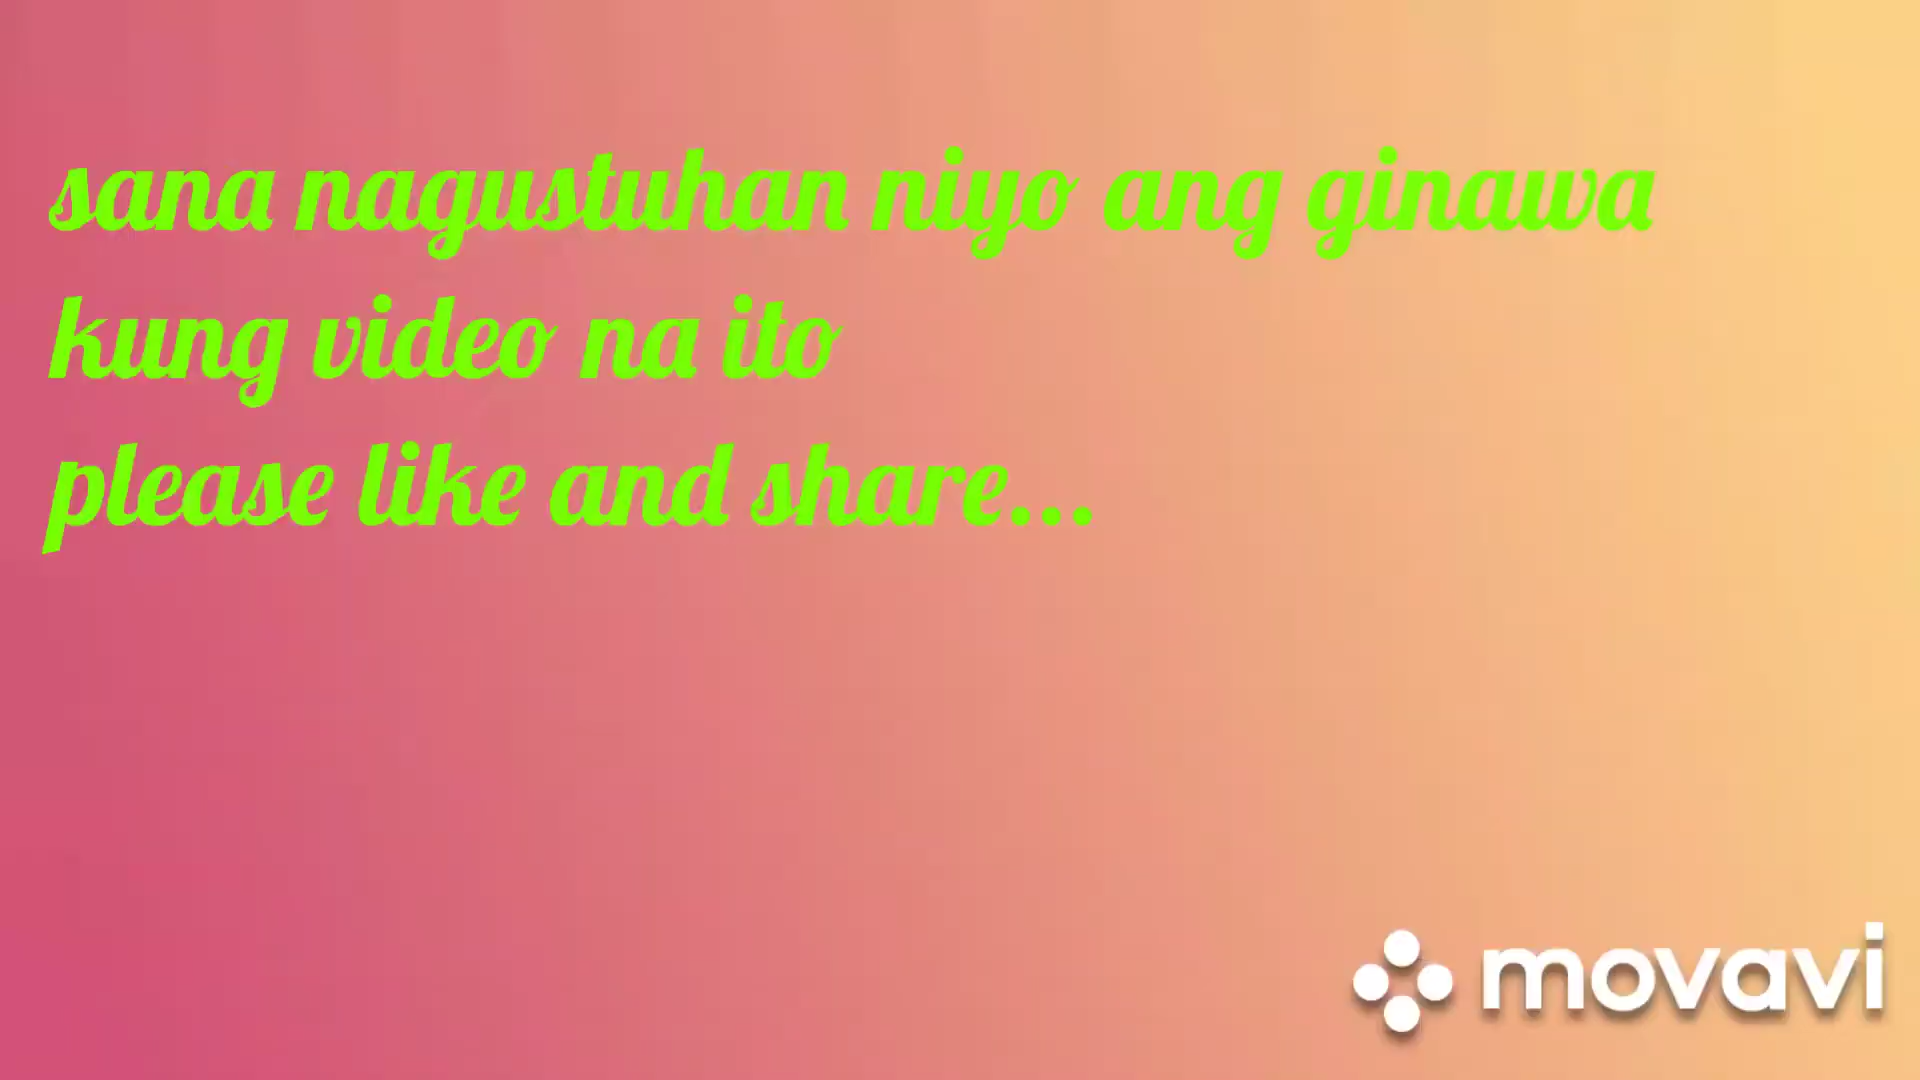 sana nagustuhan niyo ang ginawa
kung video na ito
please like and share...
movavi